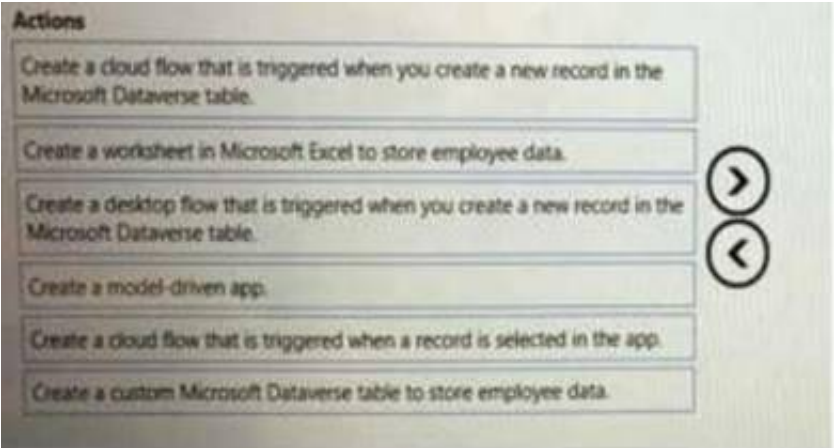 Actions
Create a cloud flow that is triggered when you create a new record in the
Microsoft Dataverse table.
Create a worksheet in Microsoft Excel to store employee data.
Create a desktop flow that is triggered when you create a new record in the
Microsoft Dataverse table.
Create a model-driven app.
Create a cloud flow that is triggered when a record is selected in the app.
Create a custom Microsoft Dataverse table to store employee data.